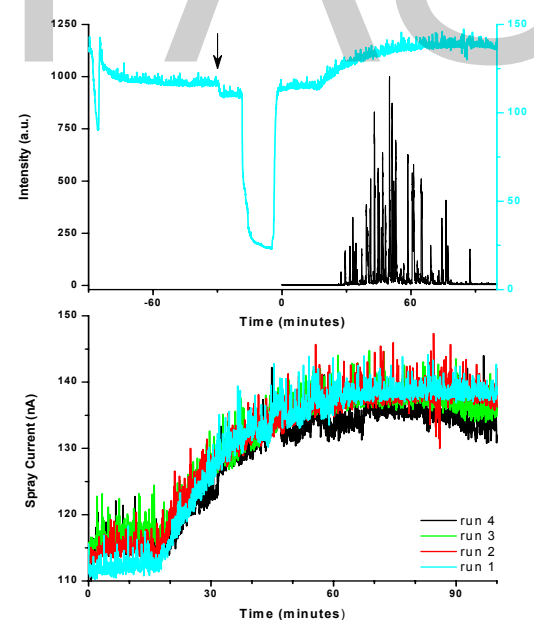 1250
1000
750
500
250
0
Intensity (a.u.)
150
100
50
0
-60
0
60
Time (minutes)
150
140
130
120
110
Spray Current (nA)
run 4
run 3
run 2
run 1
0
30
60
90
Time (minutes)